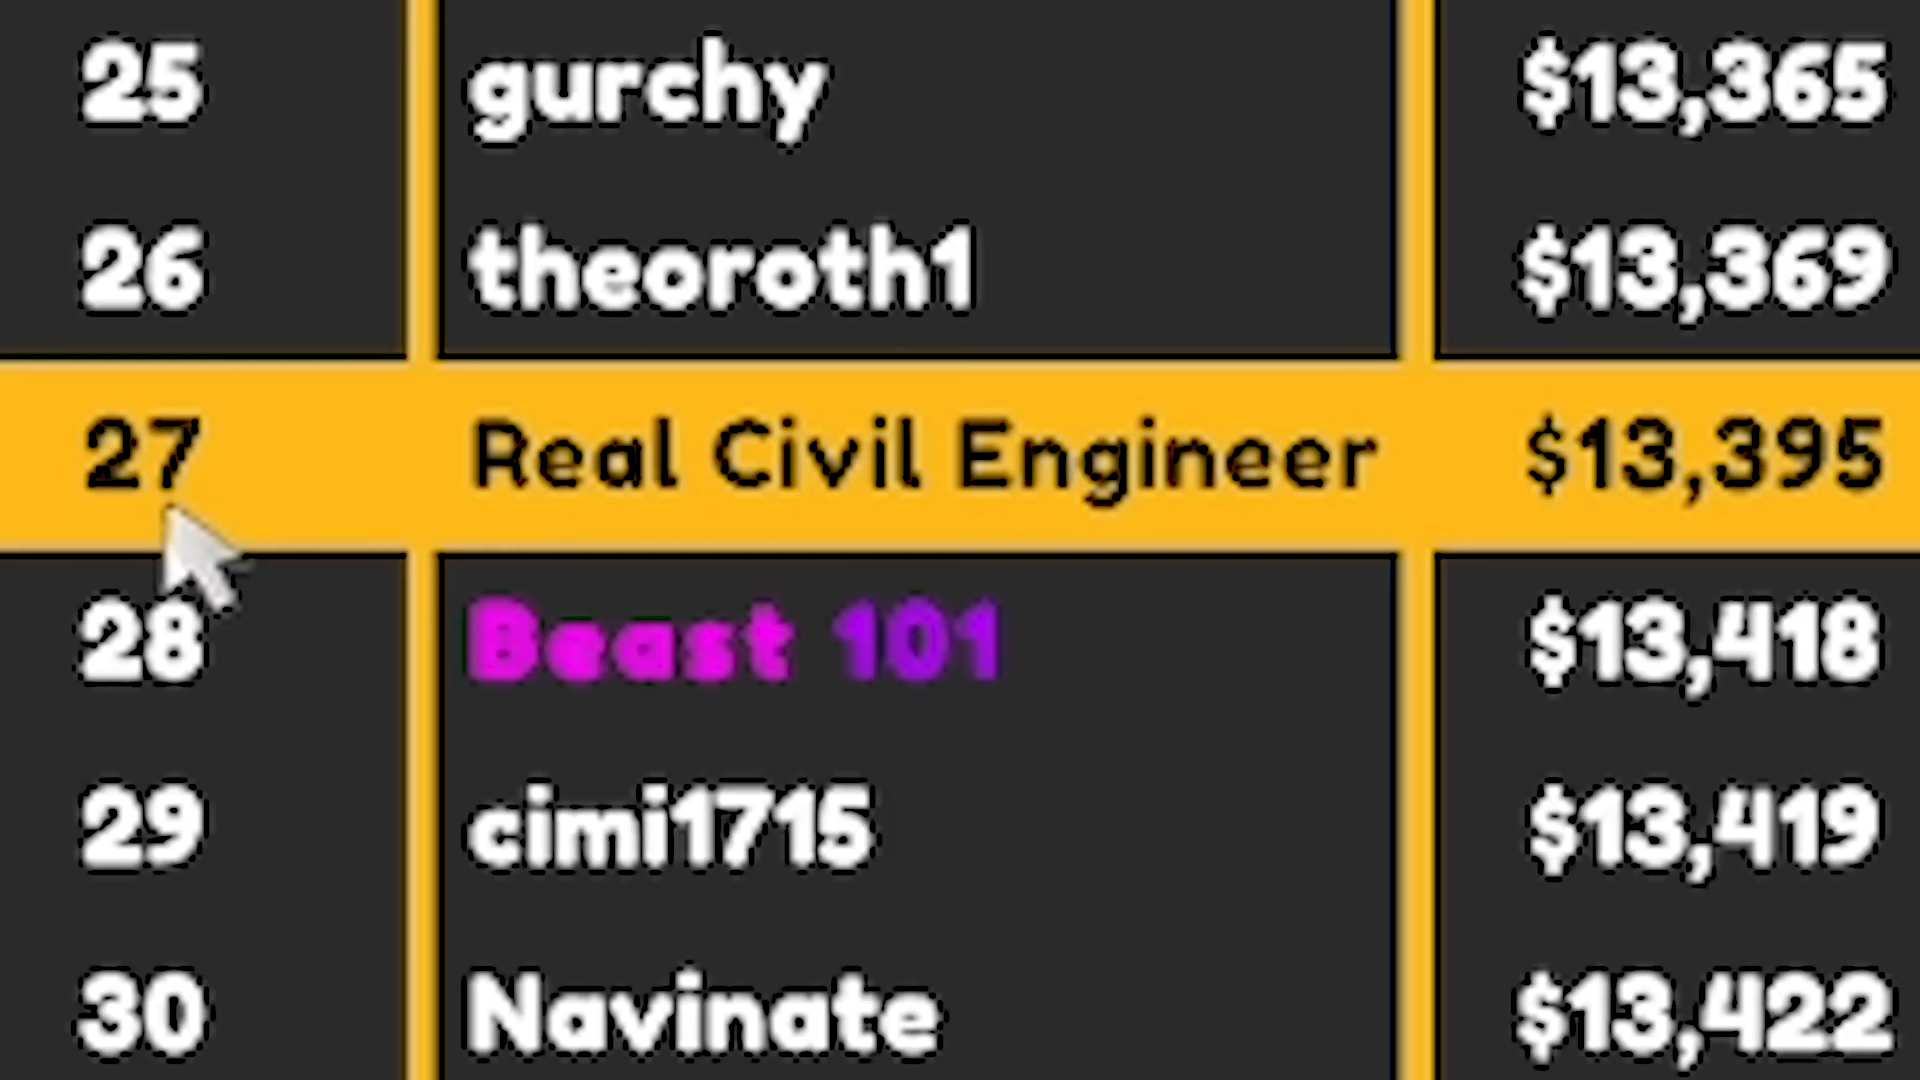 25 gurchy $13,365
26 theoroth1 $13,369
27 Real Civil Engineer $13,395
28 Beast 101 $13,418
29 cimi1715 $13,419
30 Navinate $13,422